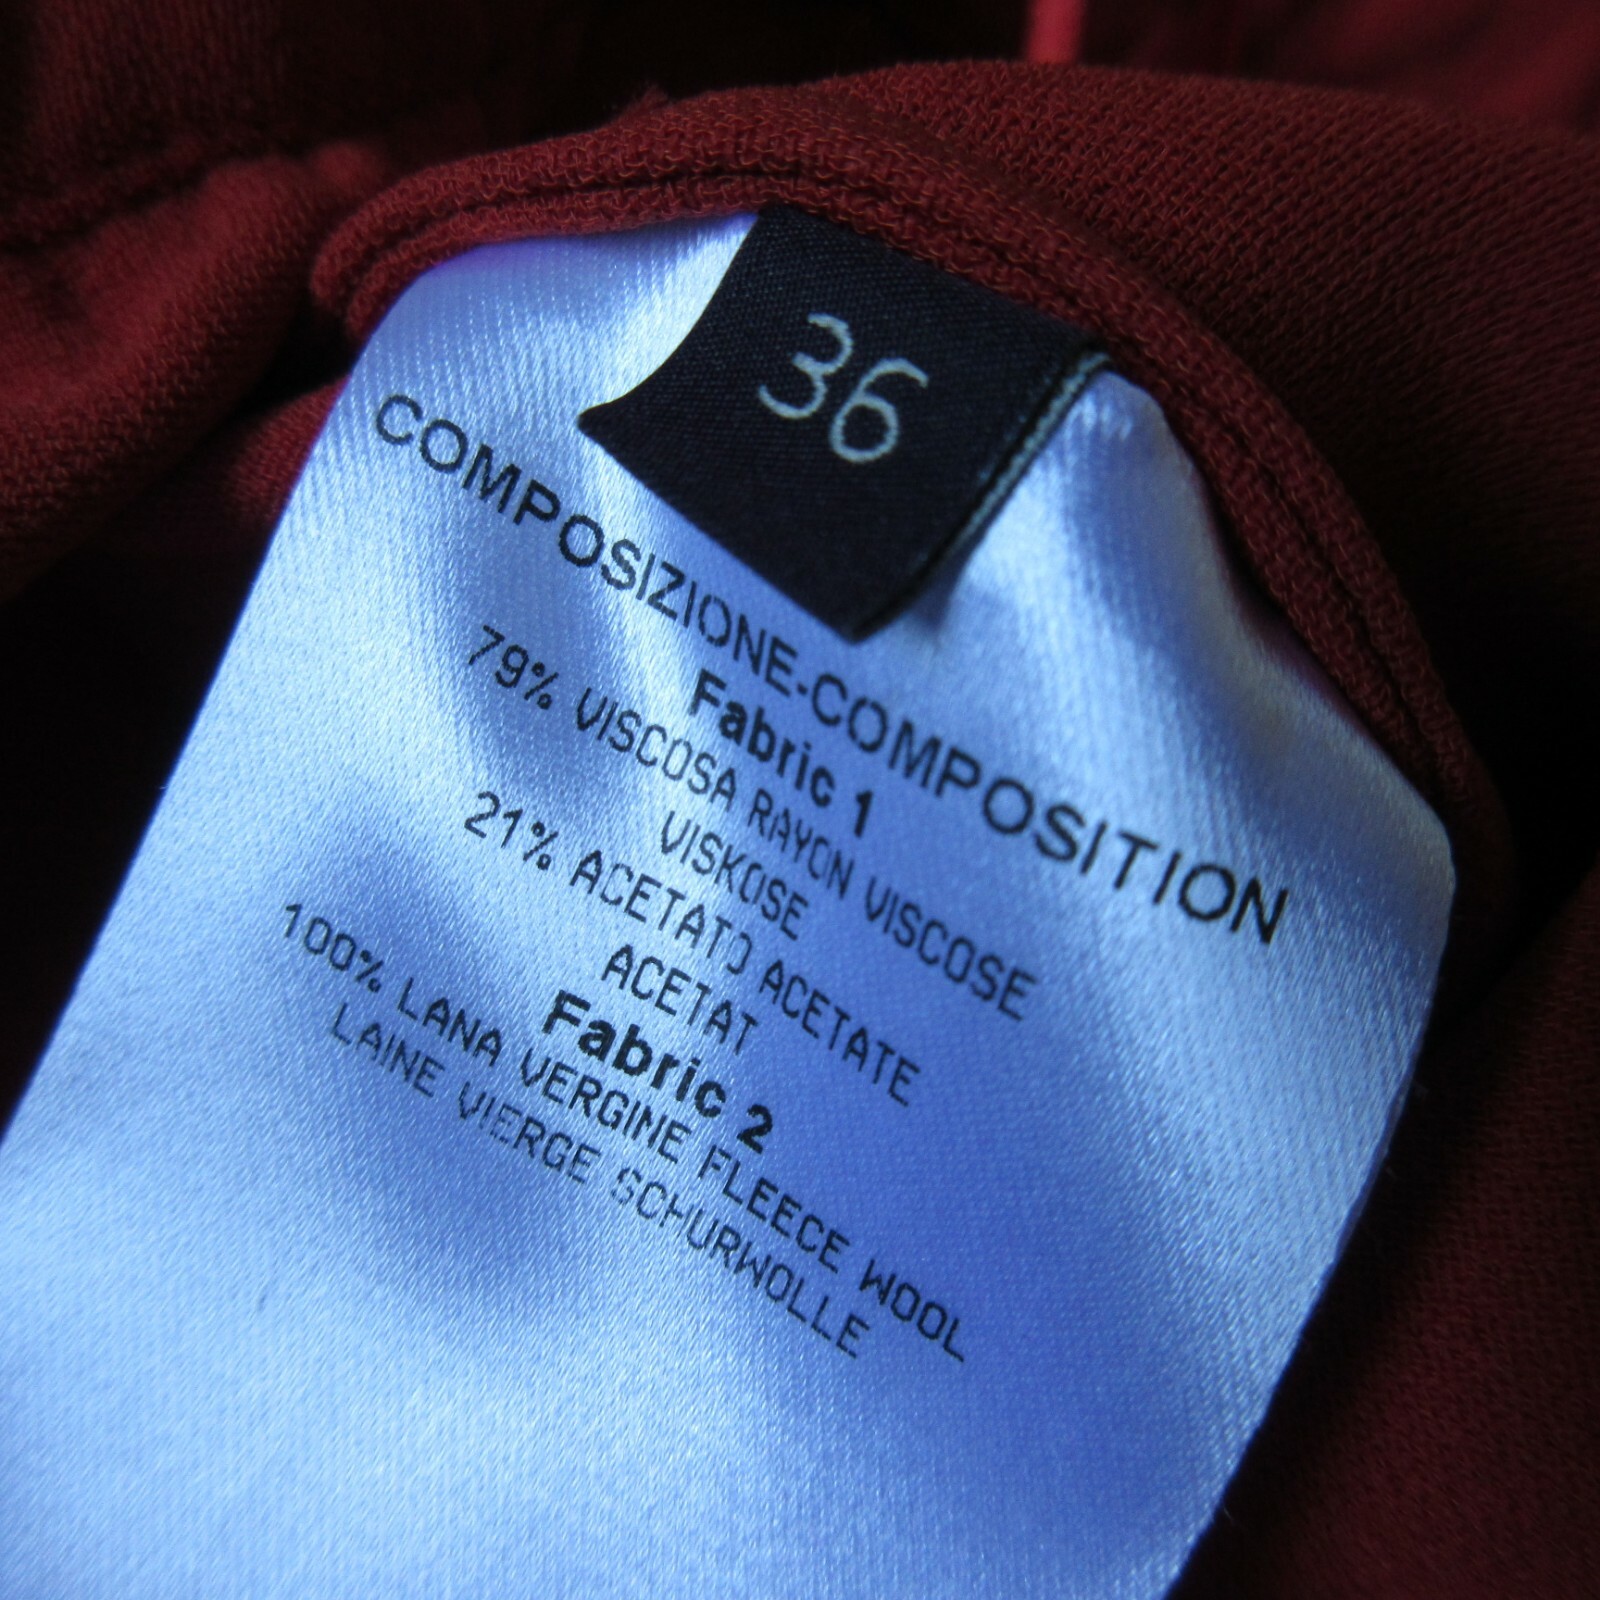 36
COMPOSIZIONE-COMPOSITION
Fabric 1
79% VISCOSA RAYON VISCOSE
VISKOSE
21% ACETATO ACETATE
ACETAT
Fabric 2
100% LANA VERGINE FLEECE WOOL
LAINE VIERGE SCHURWOLLE